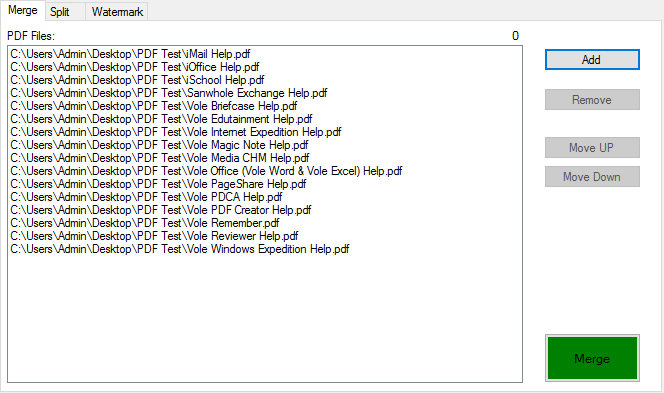 Merge Split Watermark
PDF Files: 0
C:\Users\Admin\Desktop\PDF Test\iMail Help.pdf
C:\Users\Admin\Desktop\PDF Test\iOffice Help.pdf
C:\Users\Admin\Desktop\PDF Test\iSchool Help.pdf
C:\Users\Admin\Desktop\PDF Test\Sanwhole Exchange Help.pdf
C:\Users\Admin\Desktop\PDF Test\Vole Briefcase Help.pdf
C:\Users\Admin\Desktop\PDF Test\Vole Edutainment Help.pdf
C:\Users\Admin\Desktop\PDF Test\Vole Internet Expedition Help.pdf
C:\Users\Admin\Desktop\PDF Test\Vole Magic Note Help.pdf
C:\Users\Admin\Desktop\PDF Test\Vole Media CHM Help.pdf
C:\Users\Admin\Desktop\PDF Test\Vole Office (Vole Word & Vole Excel) Help.pdf
C:\Users\Admin\Desktop\PDF Test\Vole PageShare Help.pdf
C:\Users\Admin\Desktop\PDF Test\Vole PDCA Help.pdf
C:\Users\Admin\Desktop\PDF Test\Vole PDF Creator Help.pdf
C:\Users\Admin\Desktop\PDF Test\Vole Remember.pdf
C:\Users\Admin\Desktop\PDF Test\Vole Reviewer Help.pdf
C:\Users\Admin\Desktop\PDF Test\Vole Windows Expedition Help.pdf
Add
Remove
Move UP
Move Down
Merge